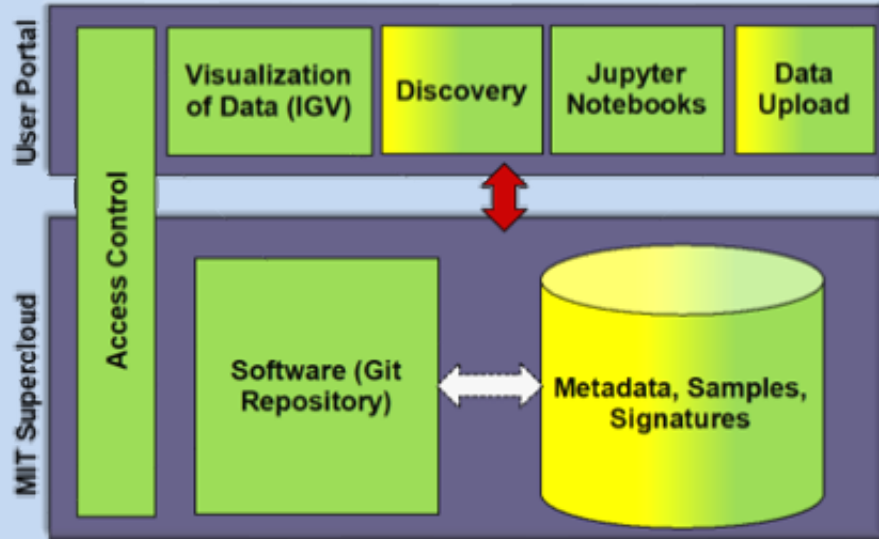 User Portal
Visualization
of Data (IGV)
Discovery
Jupyter
Notebooks
Data
Upload
Access Control
MIT Supercloud
Software (Git
Repository)
Metadada, Samples,
Signatures